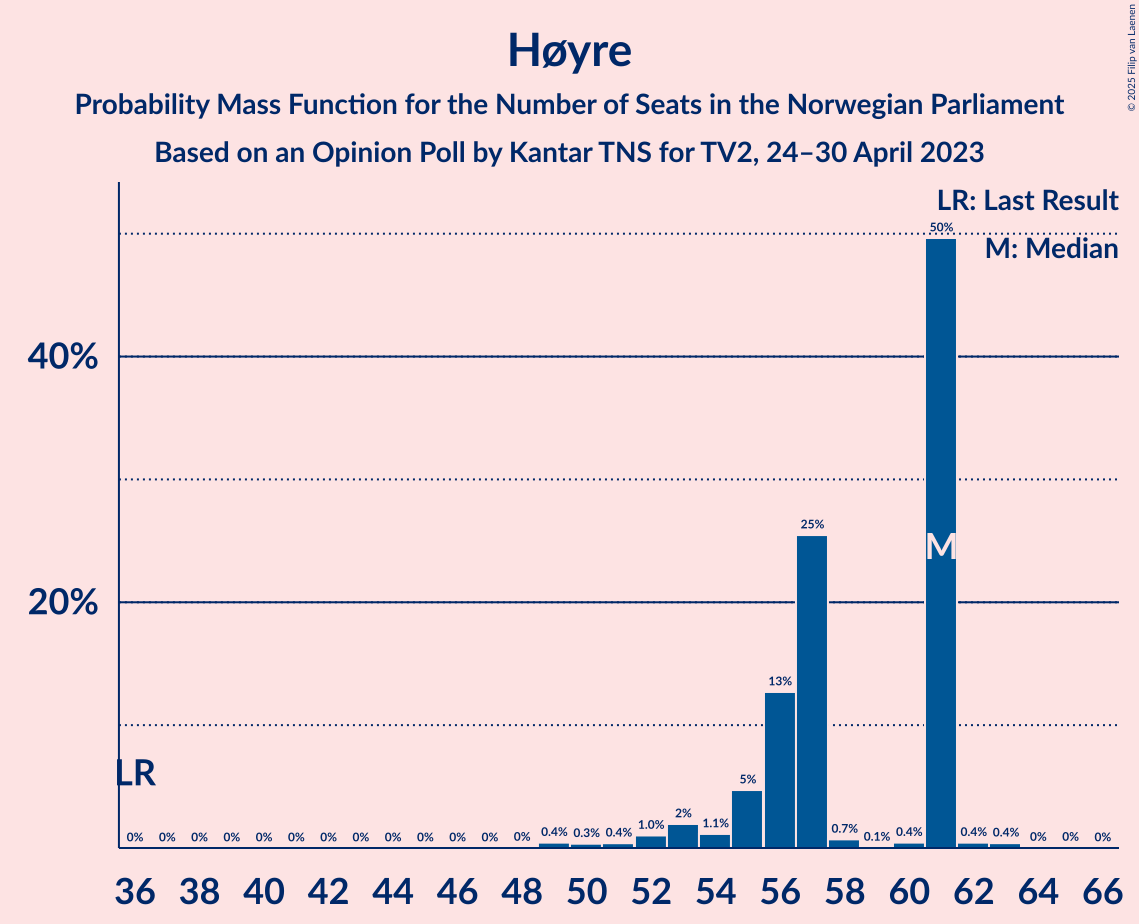 Høyre
Probability Mass Function for the Number of Seats in the Norwegian Parliament
Based on an Opinion Poll by Kantar TNS for TV2, 24–30 April 2023
© 2025 Filip van Laenen
LR: Last Result
M: Median
50%
40%
25%
M
20%
13%
LR
5%
0% 0% 0% 0% 0% 0% 0% 0% 0% 0% 0% 0% 0% 0.4% 0.3% 0.4% 1.0% 2% 1.1% 0.7% 0.1% 0.4% 0.4% 0.4% 0% 0% 0%
36 38 40 42 44 46 48 50 52 54 56 58 60 62 64 66